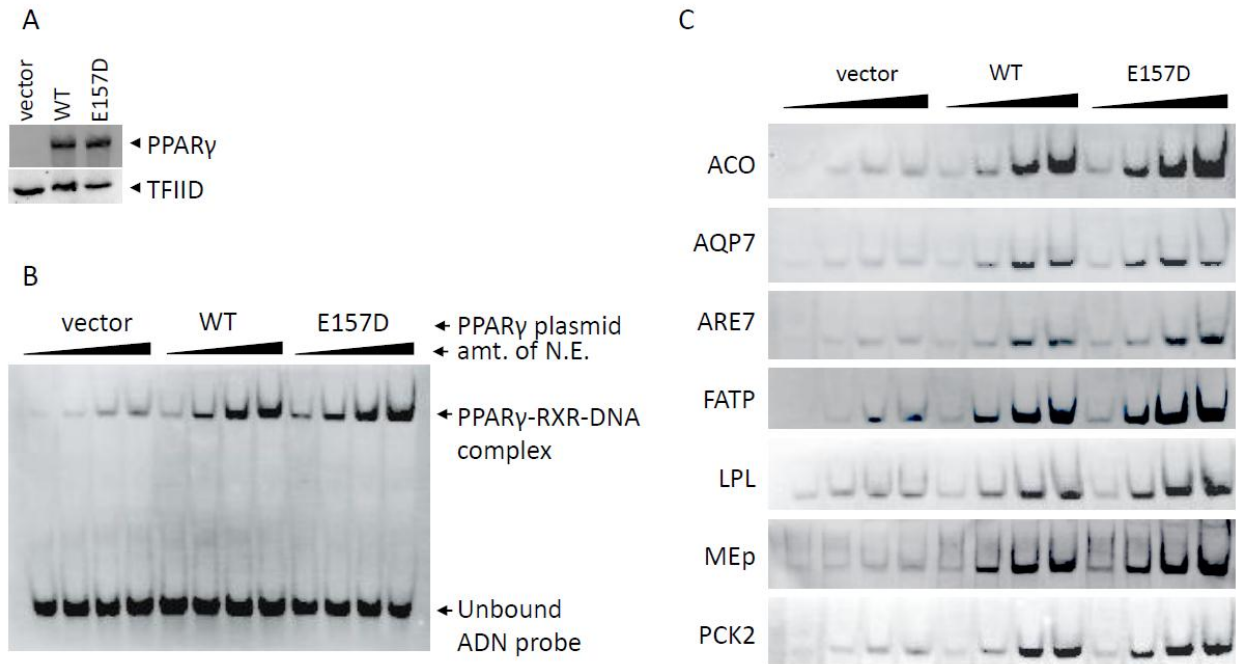 A
vector
WT
E157D
PPARγ
TFIID
B
vector WT E157D PPARγ plasmid
amt. of N.E.
PPARγ-RXR-DNA
complex
Unbound
ADN probe
C
vector WT E157D
ACO
AQP7
ARE7
FATP
LPL
MEp
PCK2